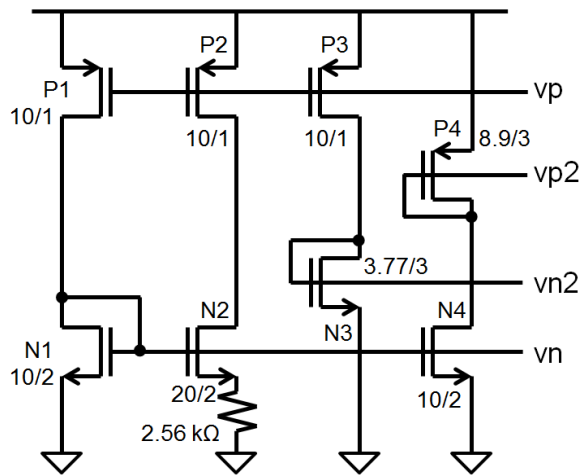 P1
10/1
P2
10/1
P3
10/1
vp
P4
8.9/3
vp2
3.77/3
vn2
N1
10/2
N2
20/2
2.56 kΩ
N3
N4
10/2
vn